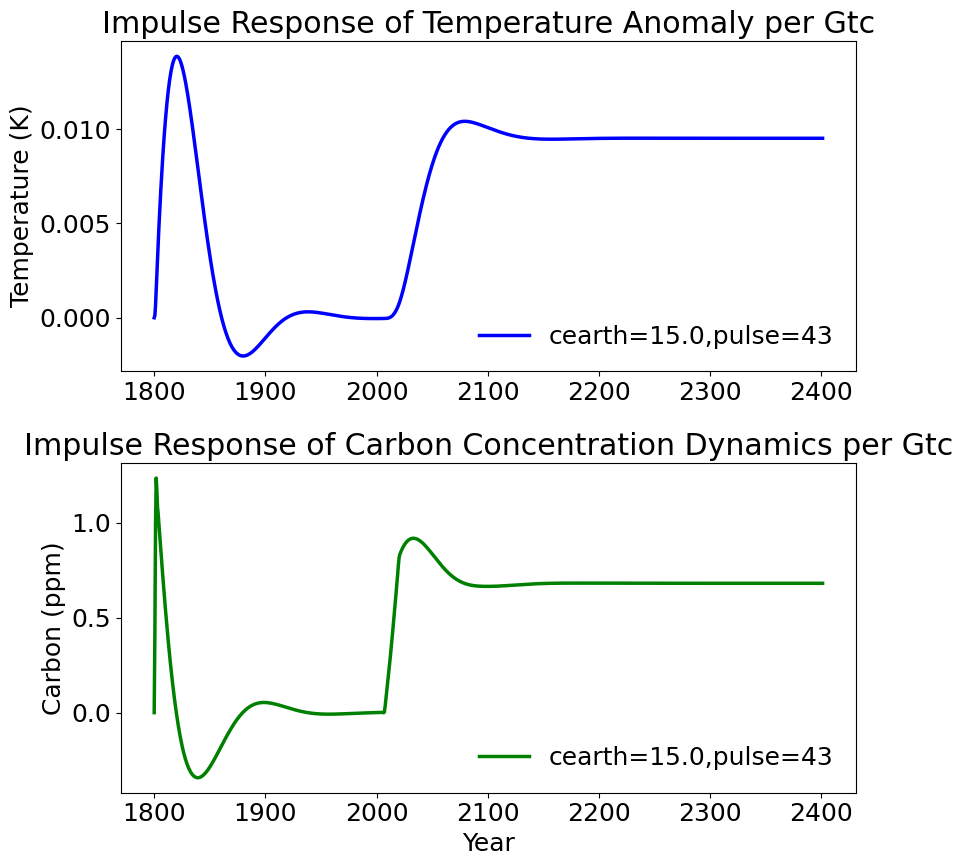 Impulse Response of Temperature Anomaly per Gtc
Temperature (K)
0.010
0.005
0.000
cearth=15.0,pulse=43
1800 1900 2000 2100 2200 2300 2400
Impulse Response of Carbon Concentration Dynamics per Gtc
Carbon (ppm)
1.0
0.5
0.0
cearth=15.0,pulse=43
1800 1900 2000 2100 2200 2300 2400
Year